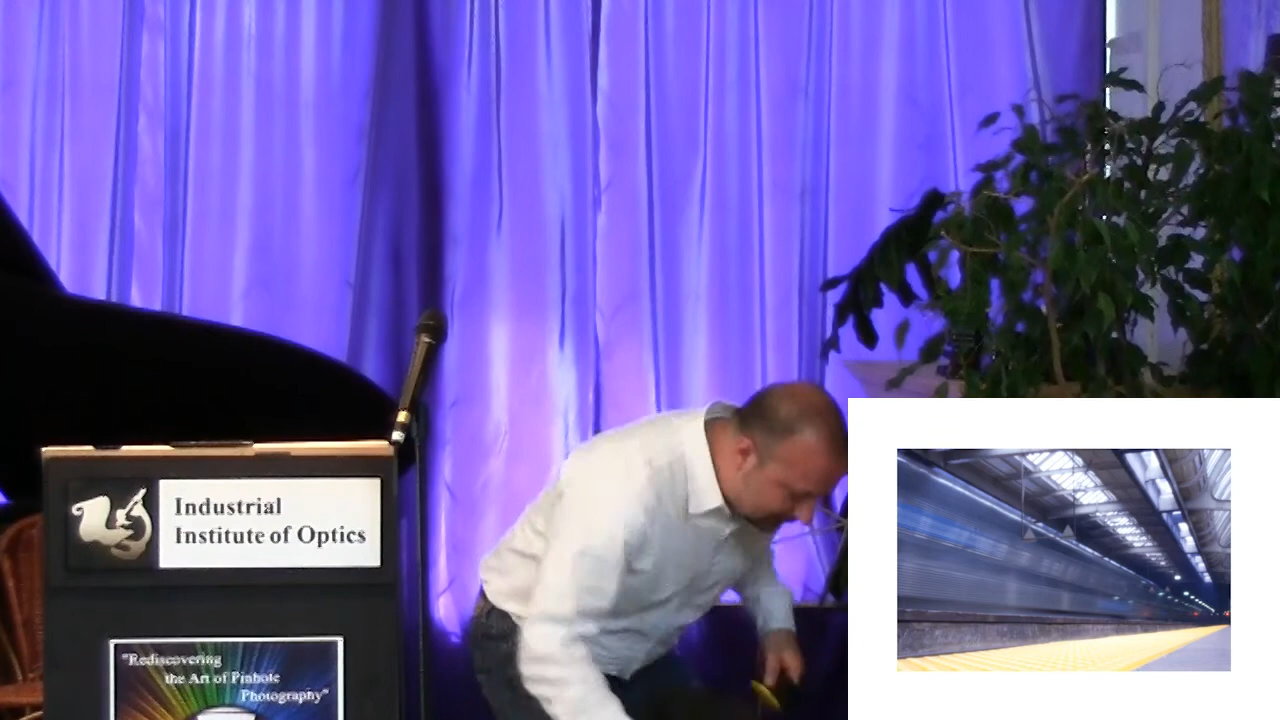 Industrial
Institute of Optics
"Rediscovering
the Art of Pinhole
Photography"